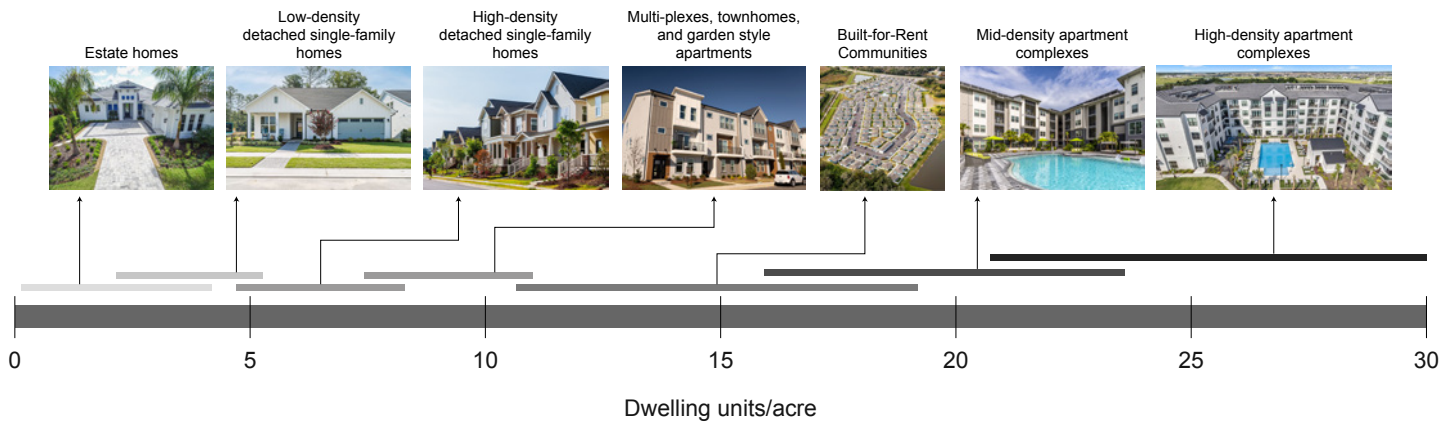 Estate homes
Low-density
detached single-family
homes
High-density
detached single-family
homes
Multi-plexes, townhomes,
and garden style
apartments
Built-for-Rent
Communities
Mid-density apartment
complexes
High-density apartment
complexes
0
5
10
15
20
25
30
Dwelling units/acre